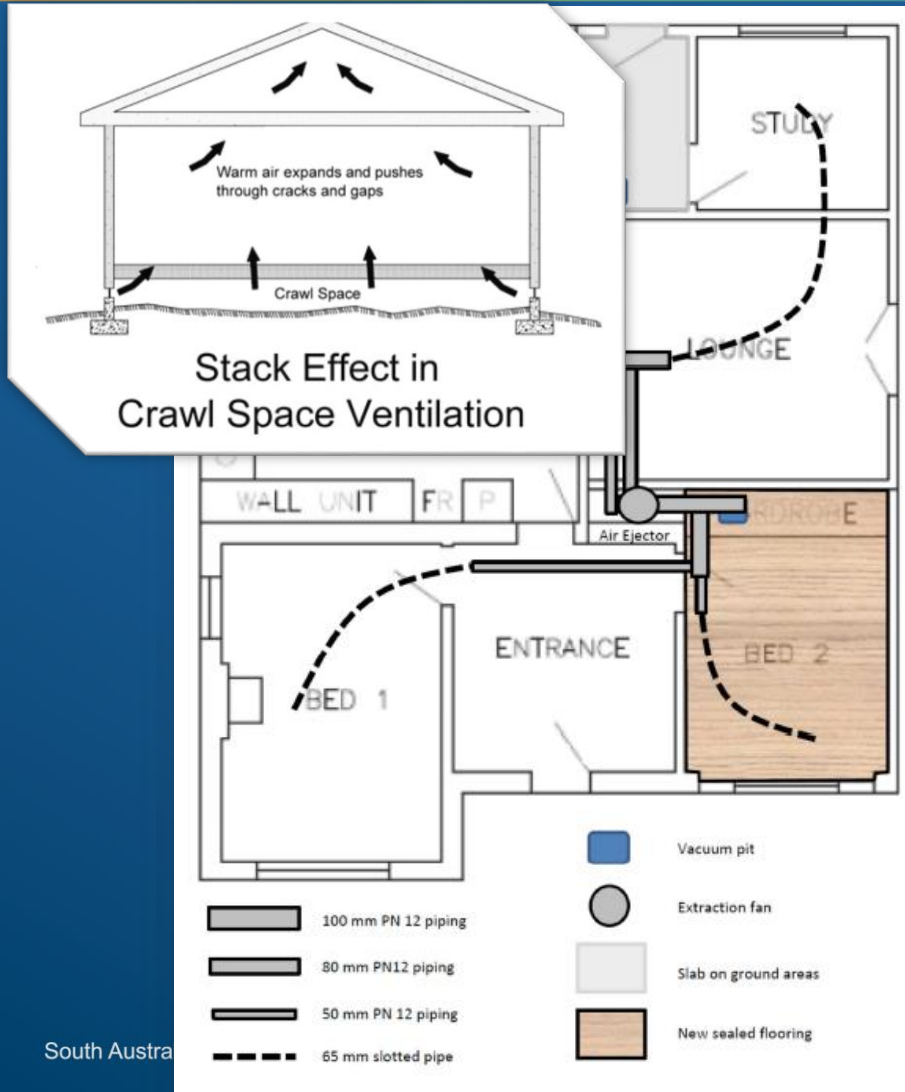 Warm air expands and pushes
through cracks and gaps
Crawl Space
Stack Effect in
Crawl Space Ventilation
STUDY
LOUNGE
WALL UNIT
FR
P
Air Ejector
ENTRANCE
BED 1
BED 2
100 mm PN 12 piping
80 mm PN12 piping
50 mm PN 12 piping
65 mm slotted pipe
Vacuum pit
Extraction fan
Slab on ground areas
New sealed flooring
South Austra